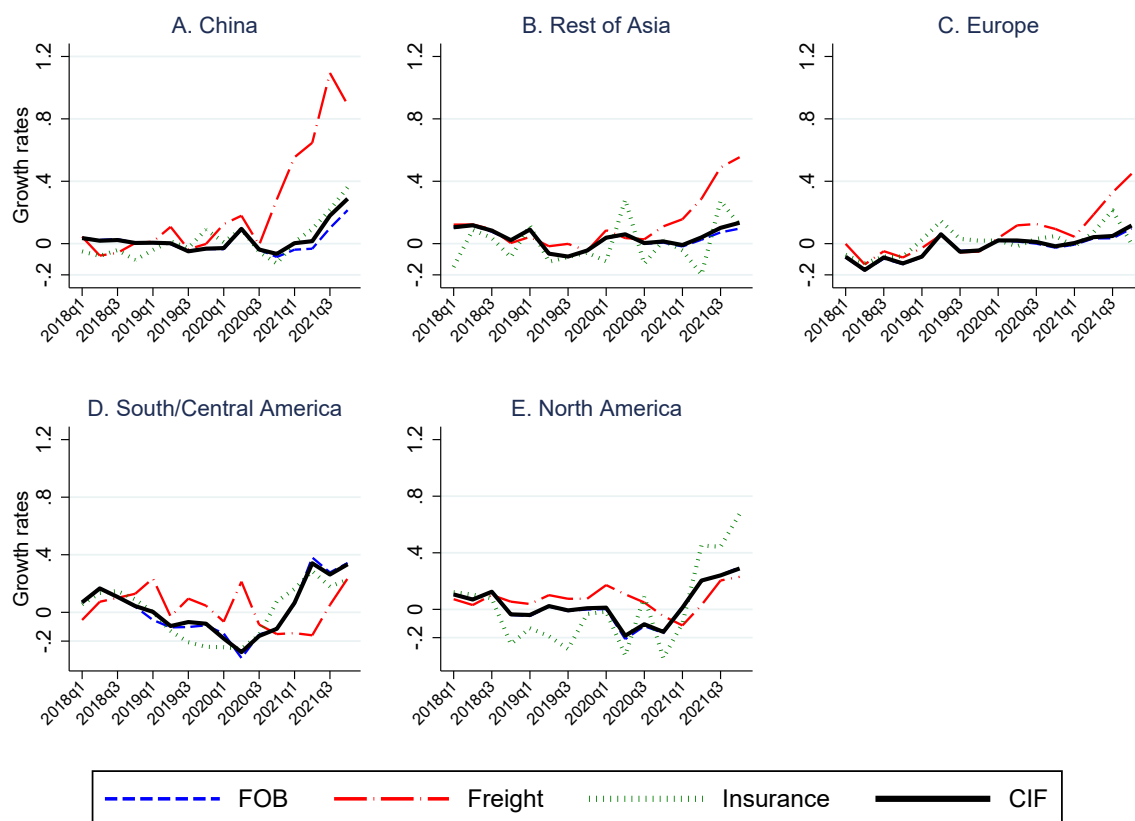 A. China
B. Rest of Asia
C. Europe
Growth rates
1.2
.8
.4
0
-.2
2018q1
2018q3
2019q1
2019q3
2020q1
2020q3
2021q1
2021q3
1.2
.8
.4
0
-.2
2018q1
2018q3
2019q1
2019q3
2020q1
2020q3
2021q1
2021q3
1.2
.8
.4
0
-.2
2018q1
2018q3
2019q1
2019q3
2020q1
2020q3
2021q1
2021q3
D. South/Central America
E. North America
Growth rates
1.2
.8
.4
0
-.2
2018q1
2018q3
2019q1
2019q3
2020q1
2020q3
2021q1
2021q3
1.2
.8
.4
0
-.2
2018q1
2018q3
2019q1
2019q3
2020q1
2020q3
2021q1
2021q3
FOB Freight Insurance CIF